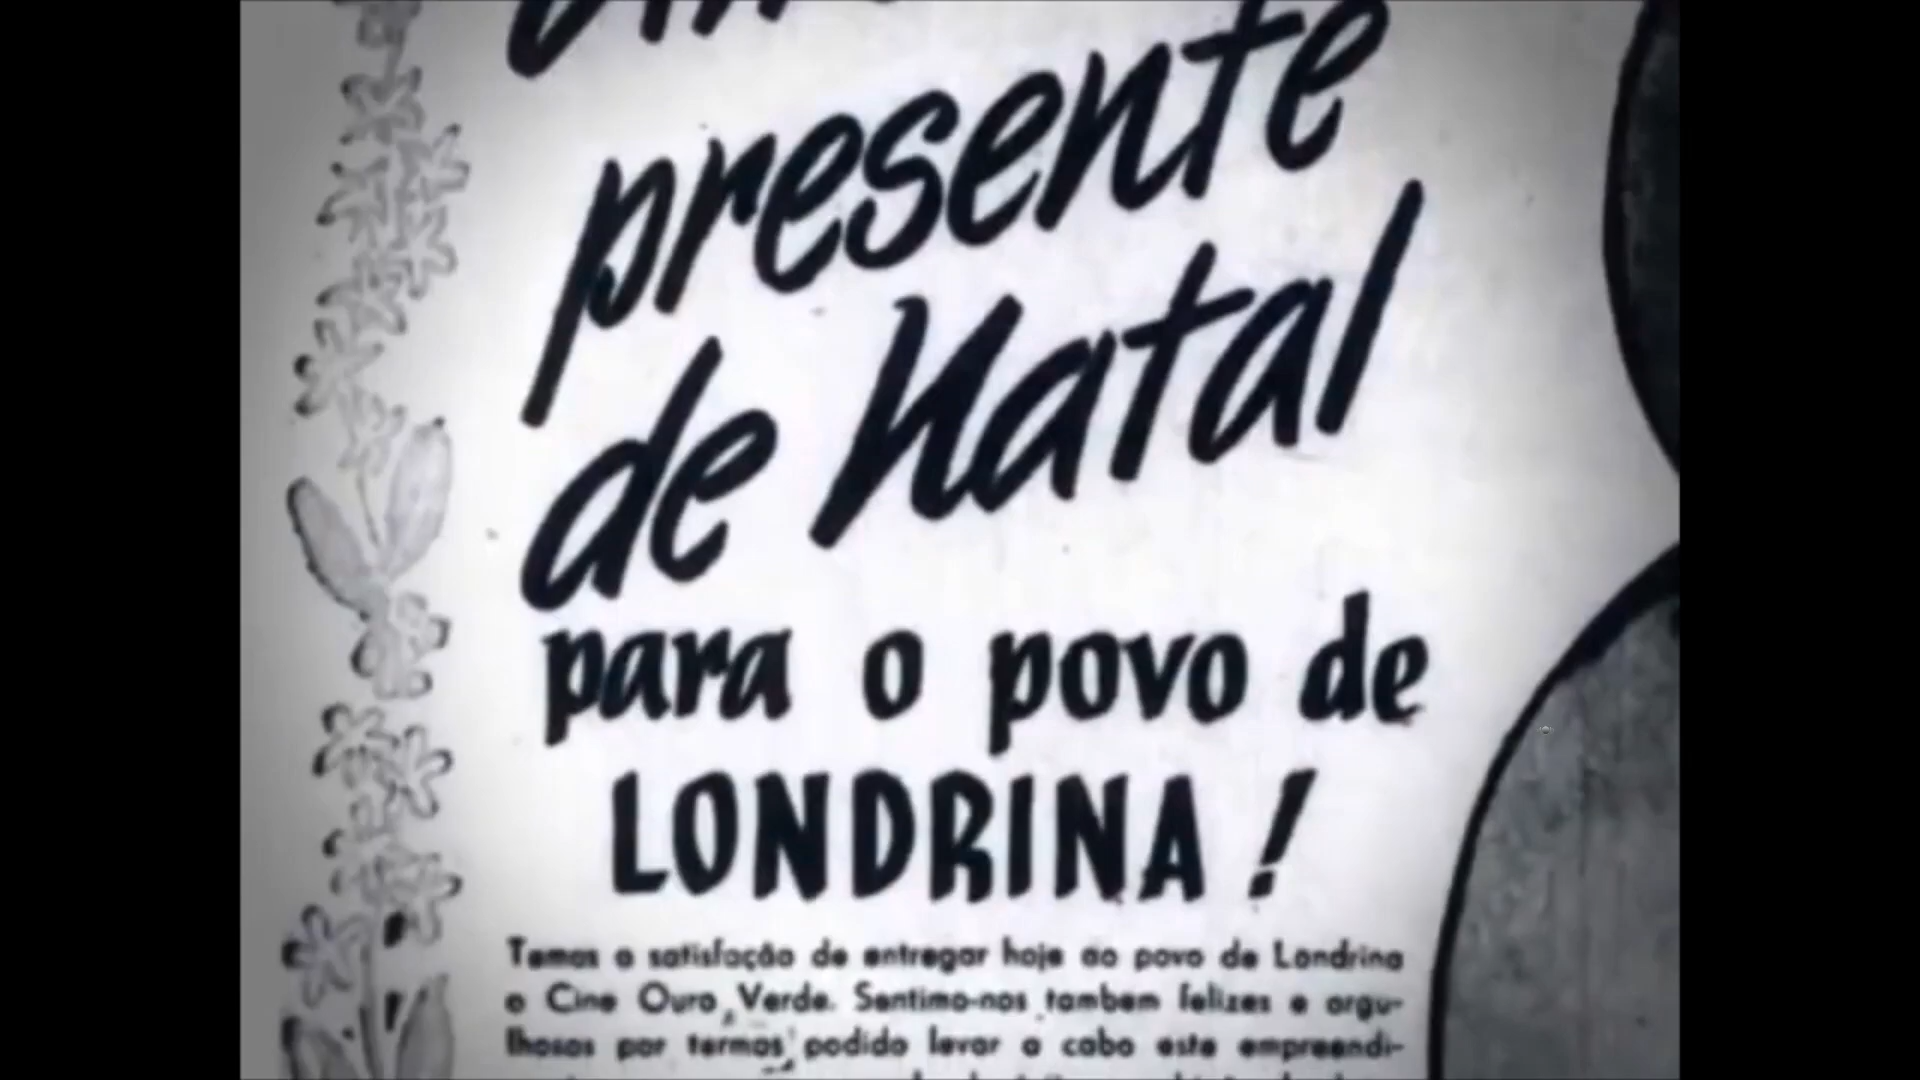 presente
de Natal
para o povo de
LONDRINA!
Temos a satisfação de entregar hoje ao povo de Londrina
o Cine Ouro Verde. Sentimo-nos tambem felizes e orgu-
lhosos por termos podido levar a cabo este empreendi-